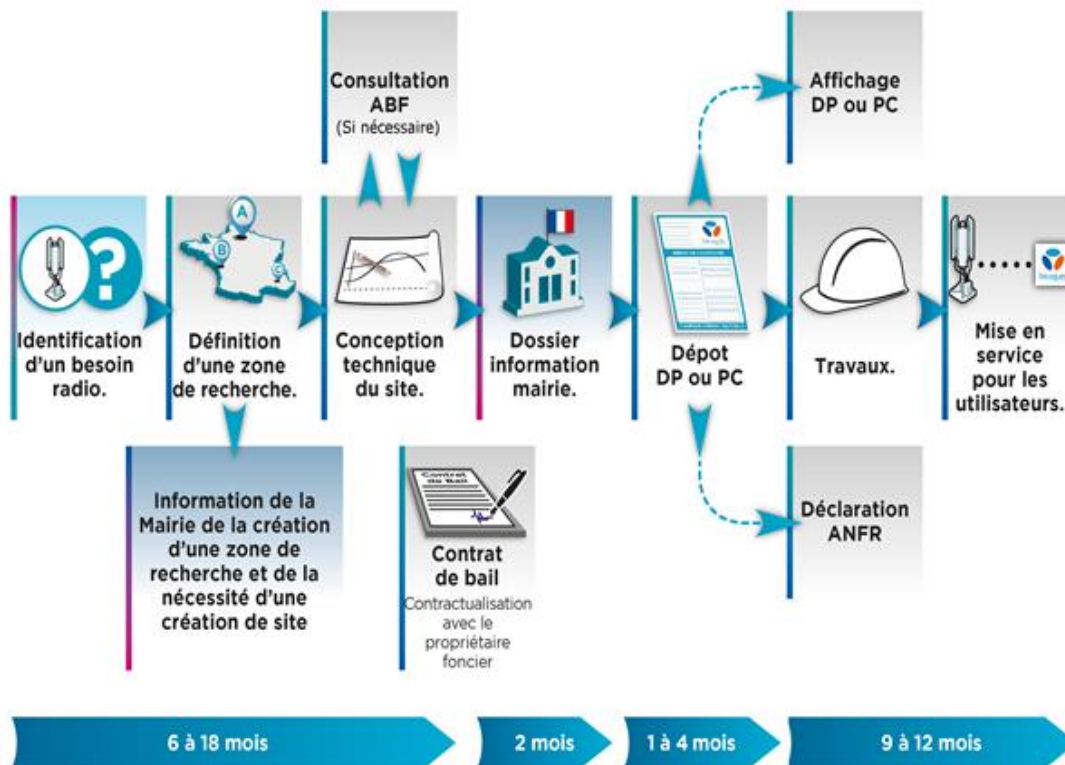 Consultation
ABF
(Si nécessaire)
Affichage
DP ou PC
A
B
C
Identification
d'un besoin
radio.
Définition
d'une zone
de recherche.
Conception
technique
du site.
Dossier
information
mairie.
Dépot
DP ou PC
Travaux.
Mise en
service
pour les
utilisateurs.
Information de la
Mairie de la création
d'une zone de
recherche et de la
nécessité d'une
création de site
Contrat
de Bail
Contrat
de bail
Contractualisation
avec le
propriétaire
foncier
Déclaration
ANFR
6 à 18 mois
2 mois
1 à 4 mois
9 à 12 mois